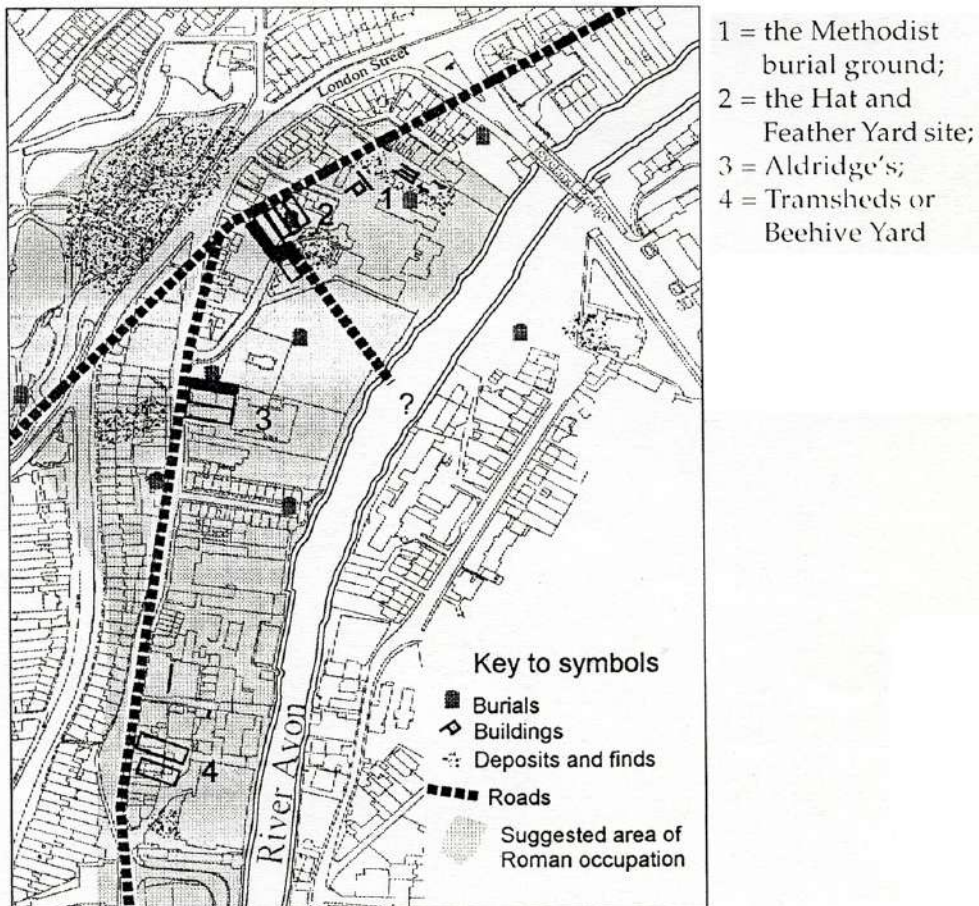 London Street
1
2
3
?
4
River Avon
Key to symbols
Burials
Buildings
Deposits and finds
Roads
Suggested area of
Roman occupation
1 = the Methodist
burial ground;
2 = the Hat and
Feather Yard site;
3 = Aldridge's;
4 = Tramsheds or
Beehive Yard